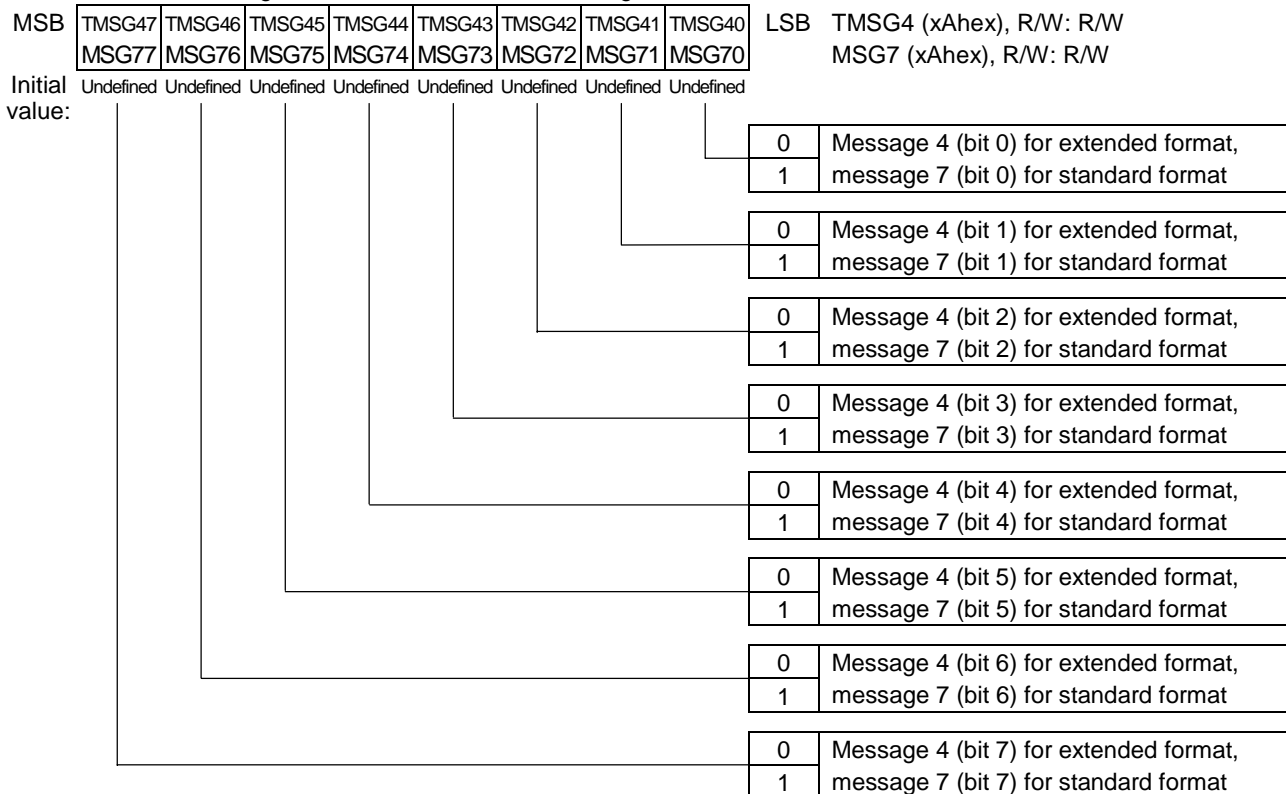 MSB TMSG47 TMSG46 TMSG45 TMSG44 TMSG43 TMSG42 TMSG41 TMSG40 LSB TMSG4 (xAhex), R/W: R/W
MSG77 MSG76 MSG75 MSG74 MSG73 MSG72 MSG71 MSG70 MSG7 (xAhex), R/W: R/W
Initial Undefined Undefined Undefined Undefined Undefined Undefined Undefined Undefined
value:
0 Message 4 (bit 0) for extended format,
1 message 7 (bit 0) for standard format
0 Message 4 (bit 1) for extended format,
1 message 7 (bit 1) for standard format
0 Message 4 (bit 2) for extended format,
1 message 7 (bit 2) for standard format
0 Message 4 (bit 3) for extended format,
1 message 7 (bit 3) for standard format
0 Message 4 (bit 4) for extended format,
1 message 7 (bit 4) for standard format
0 Message 4 (bit 5) for extended format,
1 message 7 (bit 5) for standard format
0 Message 4 (bit 6) for extended format,
1 message 7 (bit 6) for standard format
0 Message 4 (bit 7) for extended format,
1 message 7 (bit 7) for standard format